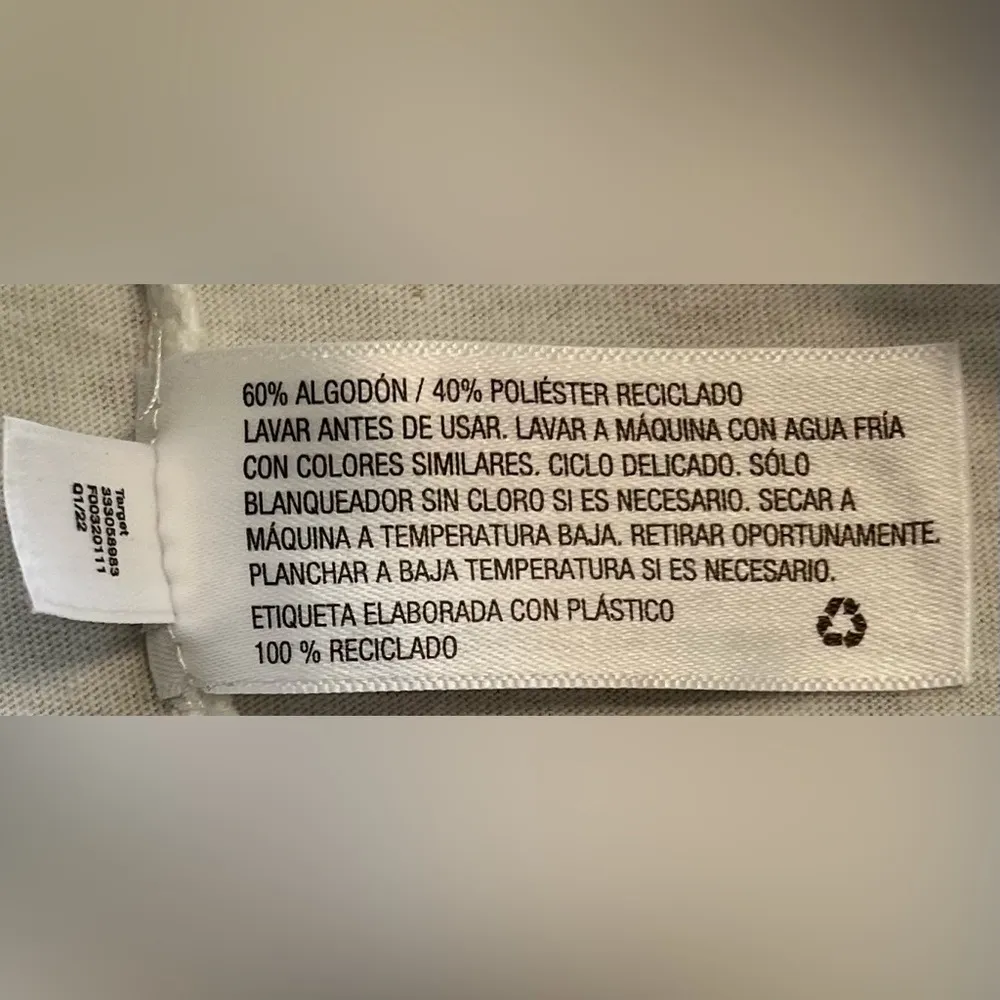 60% ALGODÓN / 40% POLIÉSTER RECICLADO
LAVAR ANTES DE USAR. LAVAR A MÁQUINA CON AGUA FRÍA
CON COLORES SIMILARES. CICLO DELICADO. SÓLO
BLANQUEADOR SIN CLORO SI ES NECESARIO. SECAR A
MÁQUINA A TEMPERATURA BAJA. RETIRAR OPORTUNAMENTE.
PLANCHAR A BAJA TEMPERATURA SI ES NECESARIO.
ETIQUETA ELABORADA CON PLÁSTICO
100 % RECICLADO
Target
333058983
F00320111
01/22